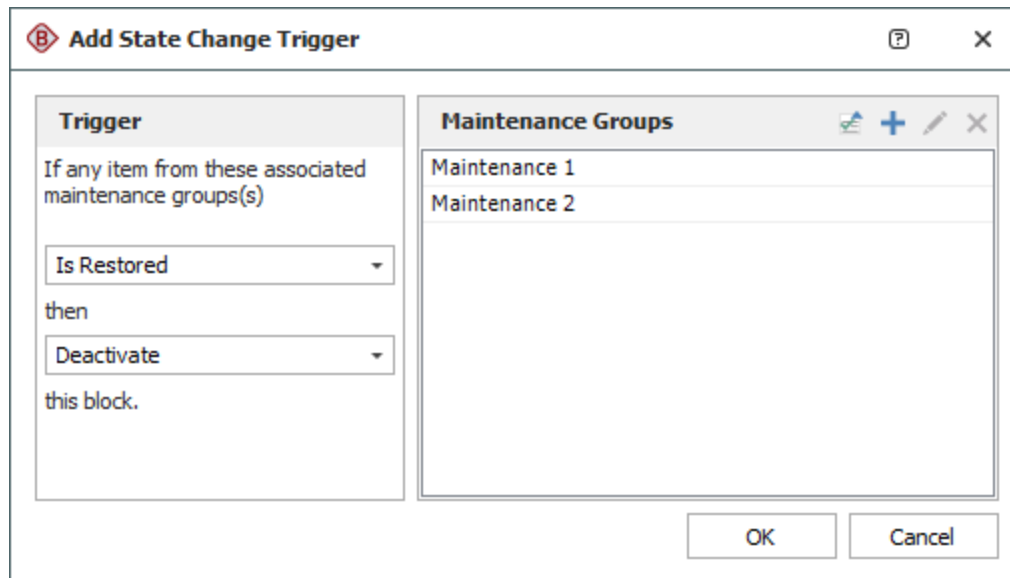 B Add State Change Trigger
?
Trigger
If any item from these associated
maintenance groups(s)
Is Restored
then
Deactivate
this block.
Maintenance Groups
Maintenance 1
Maintenance 2
OK
Cancel